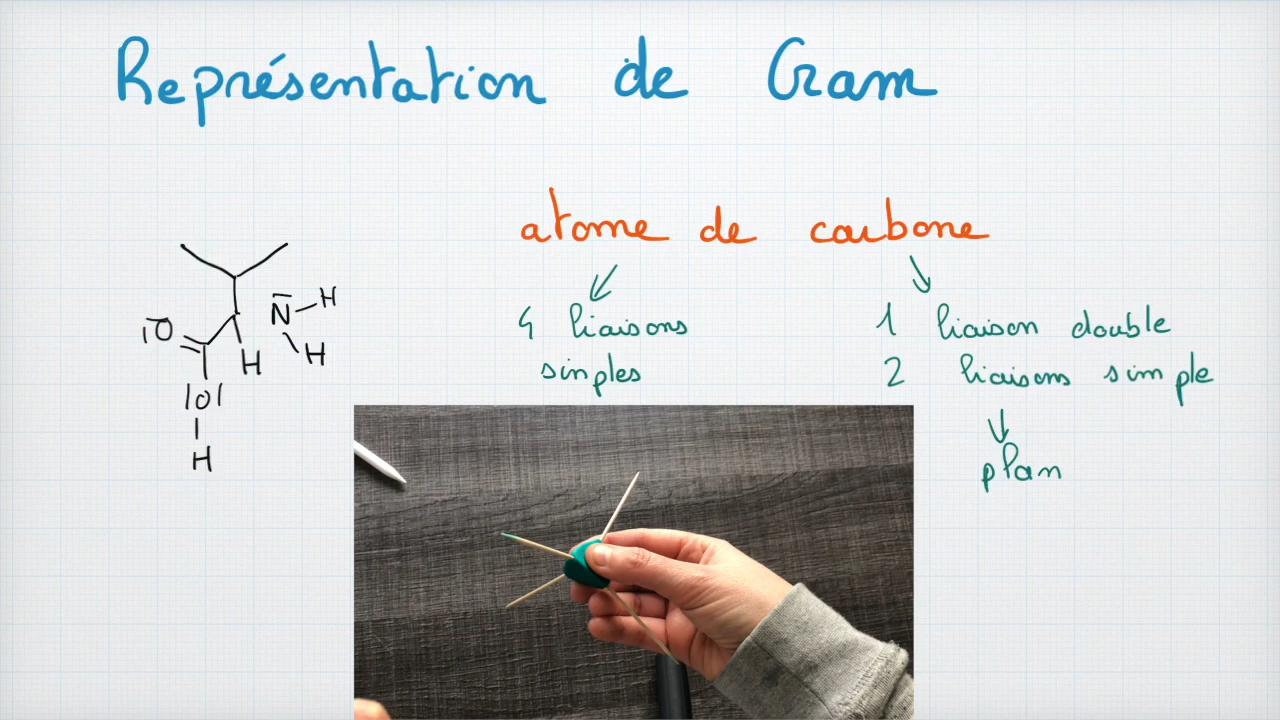 Représentation de Cram
atome de carbone
4 liaisons
simples
1 liaison double
2 liaisons simple
plan
|O
N H
H
H
|O|
H